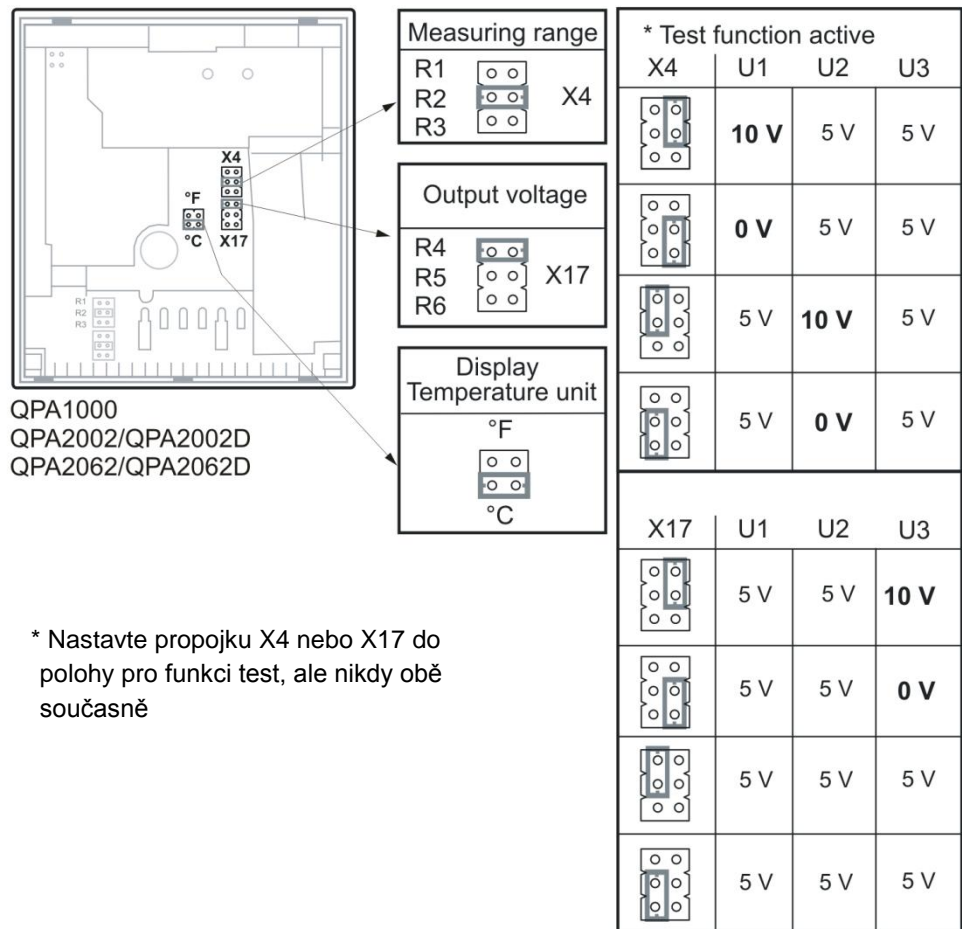 X4
°F
°C X17
R1
R2
R3
QPA1000
QPA2002/QPA2002D
QPA2062/QPA2062D
Measuring range
R1
R2 X4
R3
Output voltage
R4
R5 X17
R6
Display
Temperature unit
°F
°C
* Nastavte propojku X4 nebo X17 do
polohy pro funkci test, ale nikdy obě
současně
* Test function active
X4 U1 U2 U3
10 V 5 V 5 V
0 V 5 V 5 V
5 V 10 V 5 V
5 V 0 V 5 V
X17 U1 U2 U3
5 V 5 V 10 V
5 V 5 V 0 V
5 V 5 V 5 V
5 V 5 V 5 V